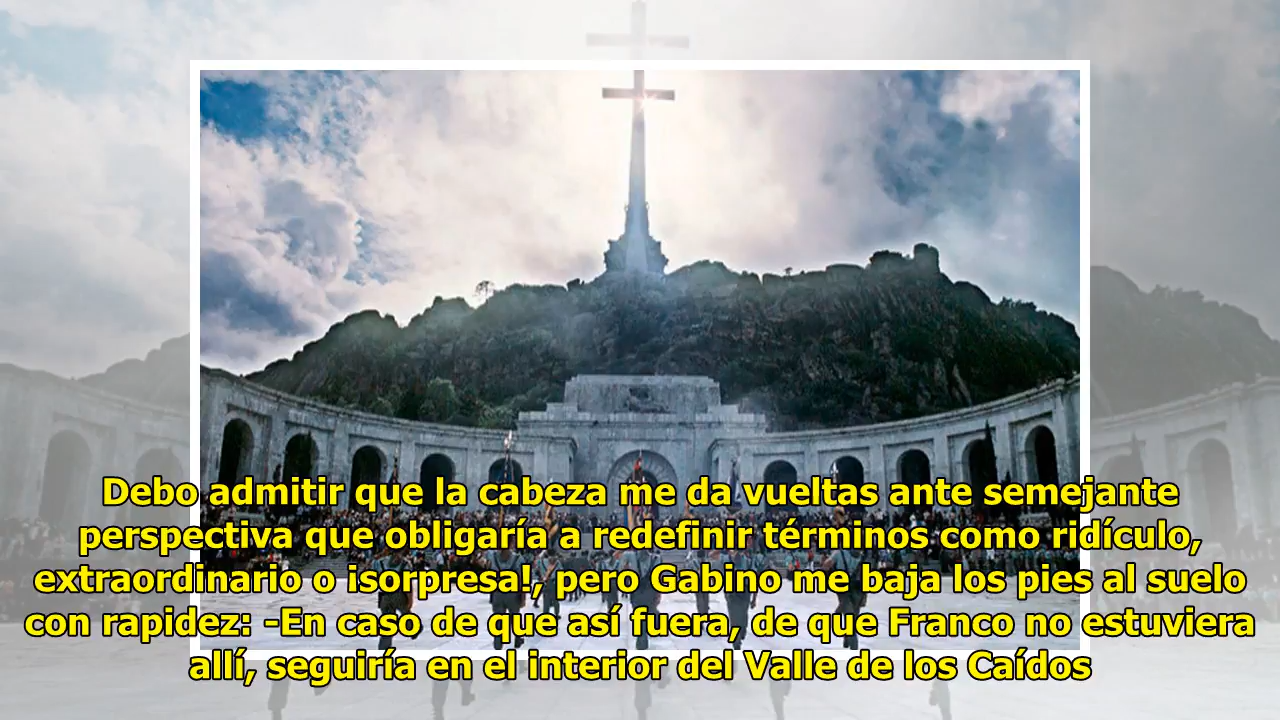 Debo admitir que la cabeza me da vueltas ante semejante
perspectiva que obligaría a redefinir términos como ridículo,
extraordinario o isorpresa!, pero Gabino me baja los pies al suelo
con rapidez: -En caso de que así fuera, de que Franco no estuviera
allí, seguiría en el interior del Valle de los Caídos